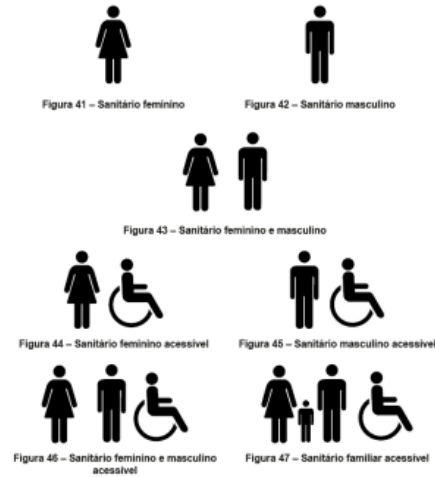 Figura 41 – Sanitário feminino
Figura 42 – Sanitário masculino
Figura 43 – Sanitário feminino e masculino
Figura 44 – Sanitário feminino acessível
Figura 45 – Sanitário masculino acessível
Figura 46 – Sanitário feminino e masculino
acessível
Figura 47 – Sanitário familiar acessível